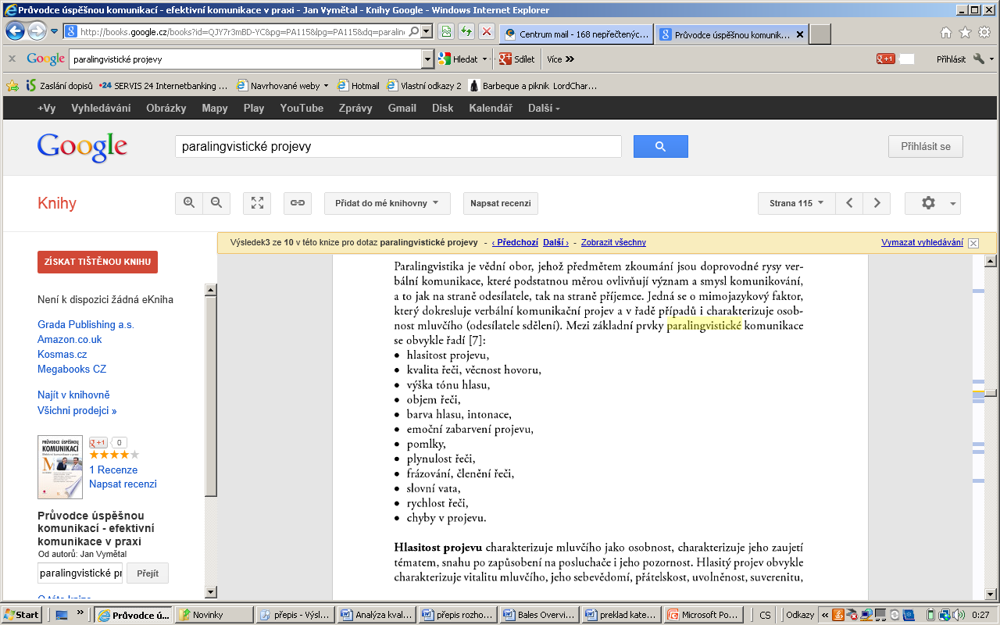 Průvodce úspěšnou komunikací - efektivní komunikace v praxi - Jan Vymětal - Knihy Google - Windows Internet Explorer
http://books.google.cz/books?id=QJY7r3mBD-YC&pg=PA115&lpg=PA115&dq=paralin
Centrum mail - 168 nepřečtenýc...
Průvodce úspěšnou komunik...
Google
paralingvistické projevy
Hledat
Sdílet
Více »
g+1
Přihlásit
Zaslání dopisů
SERVIS 24 Internetbanking ...
Navrhované weby
Hotmail
Vlastní odkazy 2
Barbeque a piknik LordChar...
+Vy Vyhledávání Obrázky Mapy Play YouTube Zprávy Gmail Disk Kalendář Další
Google
paralingvistické projevy
Přihlásit se
Knihy
Přidat do mé knihovny
Napsat recenzi
Strana 115
Výsledek3 ze 10 v této knize pro dotaz paralingvistické projevy - ‹ Předchozí Další › - Zobrazit všechny
Vymazat vyhledávání
ZÍSKAT TIŠTĚNOU KNIHU
Není k dispozici žádná eKniha
Grada Publishing a.s.
Amazon.co.uk
Kosmas.cz
Megabooks CZ
Najít v knihovně
Všichni prodejci »
PRŮVODCE ÚSPĚŠNOU
KOMUNIKACÍ
g+1 0
1 Recenze
Napsat recenzi
Průvodce úspěšnou
komunikací - efektivní
komunikace v praxi
Od autorů: Jan Vymětal
paralingvistické pr
Přejít
O této knize
Paralingvistika je vědní obor, jehož předmětem zkoumání jsou doprovodné rysy ver-
bální komunikace, které podstatnou měrou ovlivňují význam a smysl komunikování,
a to jak na straně odesílatele, tak na straně příjemce. Jedná se o mimojazykový faktor,
který dokresluje verbální komunikační projev a v řadě případů i charakterizuje osob-
nost mluvčího (odesílatele sdělení). Mezi základní prvky paralingvistické komunikace
se obvykle řadí [7]:
• hlasitost projevu,
• kvalita řeči, věcnost hovoru,
• výška tónu hlasu,
• objem řeči,
• barva hlasu, intonace,
• emoční zabarvení projevu,
• pomlky,
• plynulost řeči,
• frázování, členění řeči,
• slovní vata,
• rychlost řeči,
• chyby v projevu.
Hlasitost projevu charakterizuje mluvčího jako osobnost, charakterizuje jeho zaujetí
tématem, snahu po zapůsobení na posluchače i jeho pozornost. Hlasitý projev obvykle
charakterizuje vitalitu mluvčího, jeho sebevědomí, přátelskost, uvolněnost, suverenitu,
Start
»
Průvodce ú...
Novinky
přepis - Výsl...
Analýza kval...
přepis rozho...
Bales Overvi...
preklad kate...
Microsoft Po...
CS
Odkazy
«
0:27